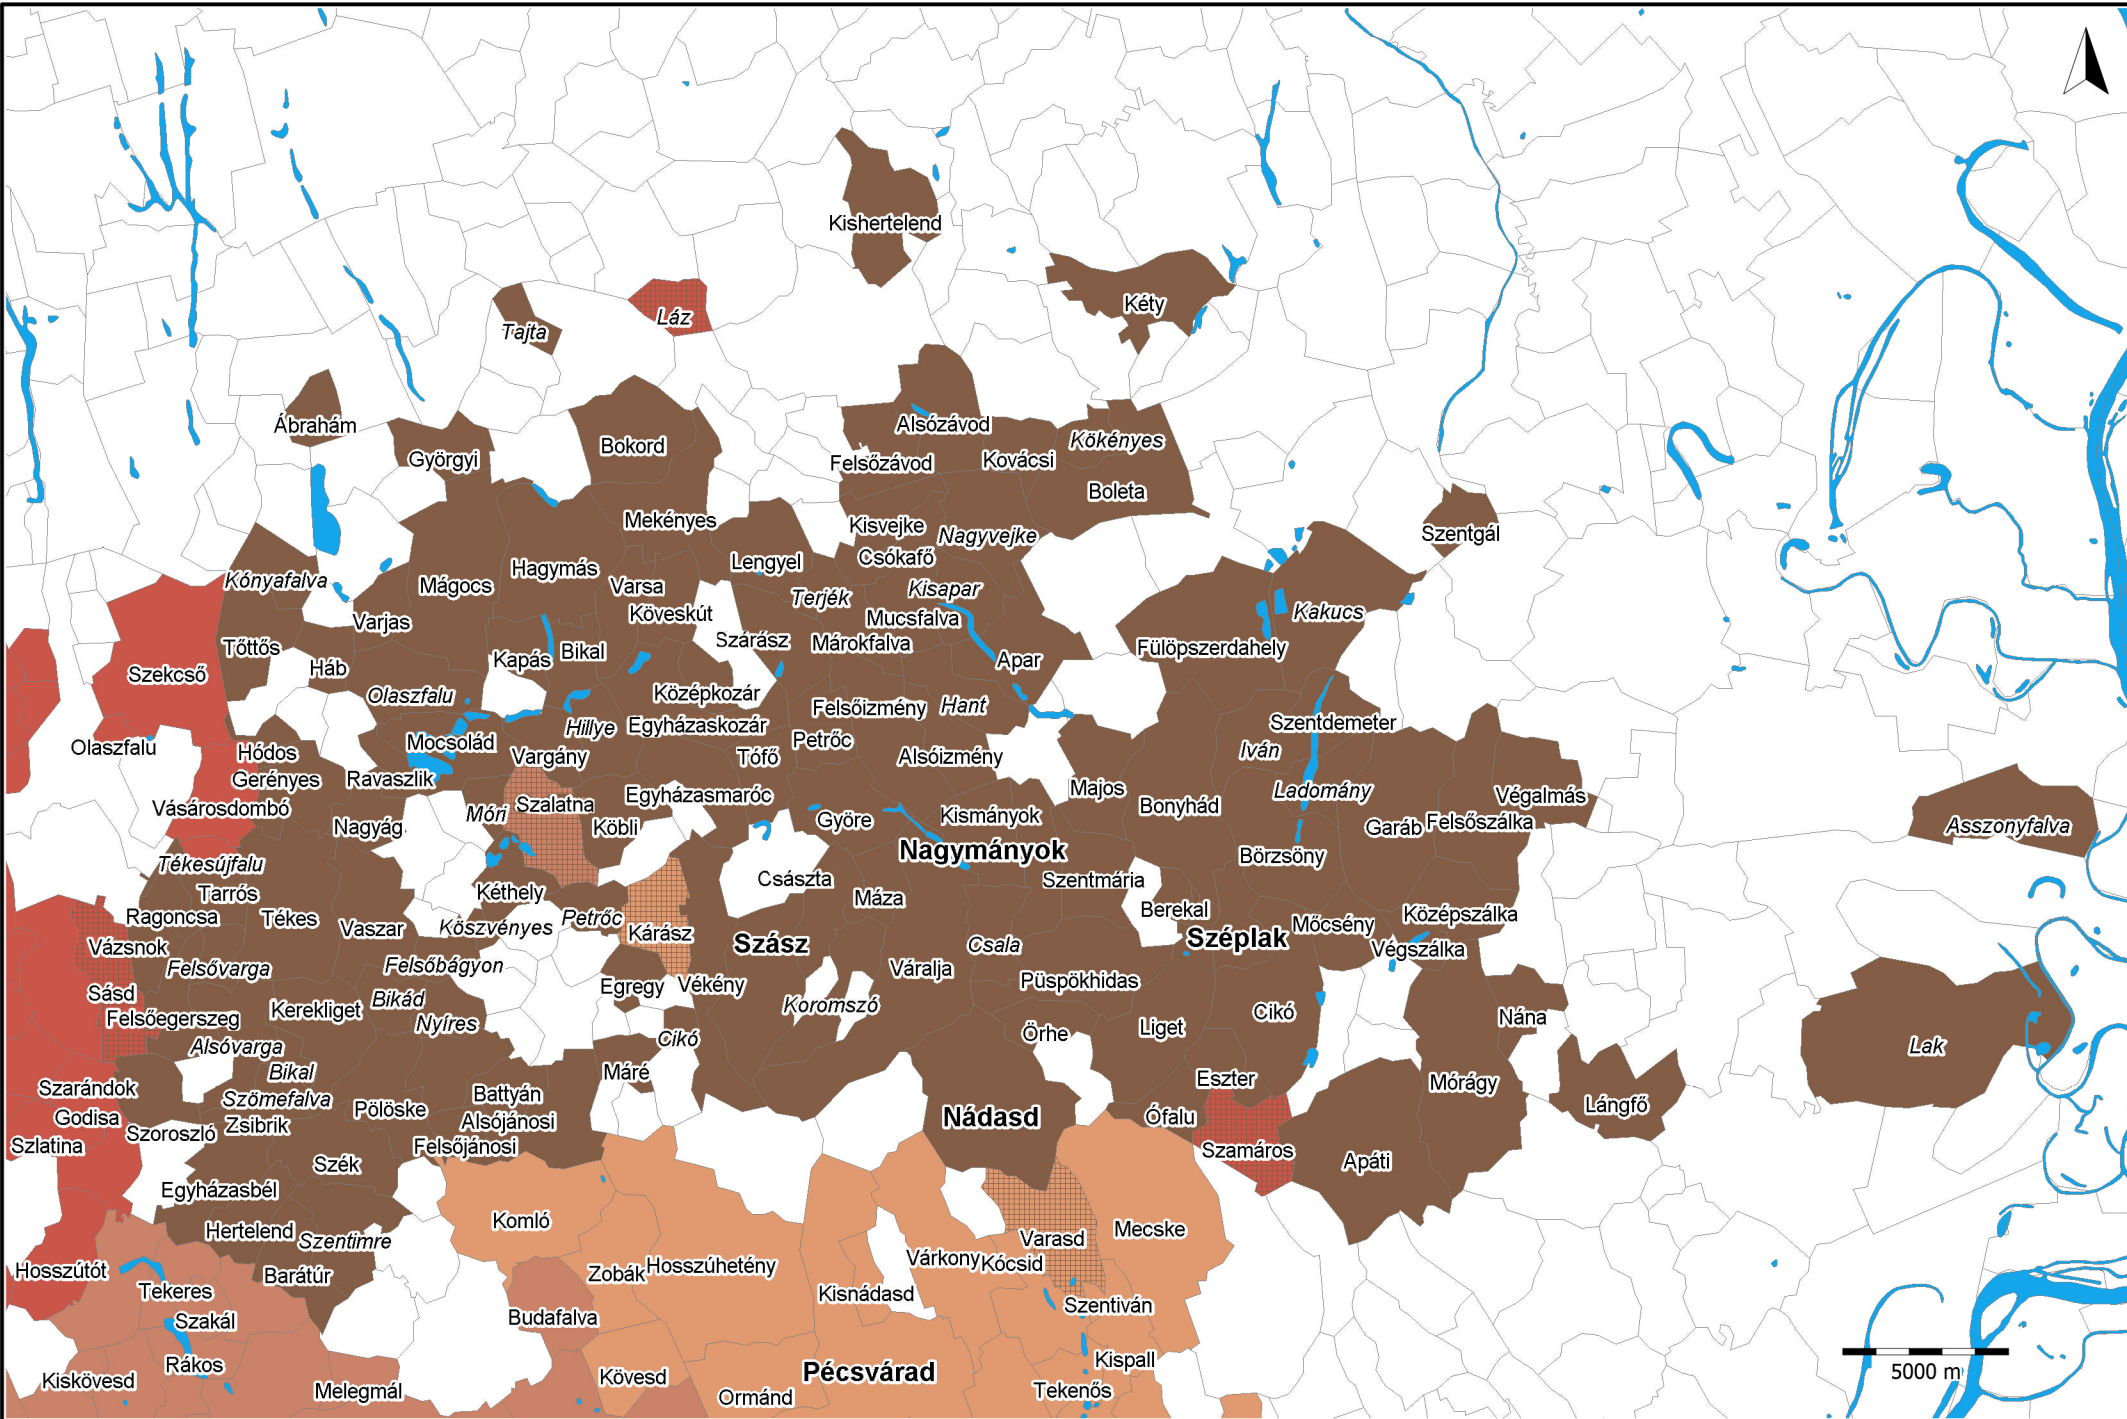 Kishertelend
Kéty
Láz
Tajta
Ábrahám
Alsózávod
Kökényes
Bokord
Györgyi
Felsőzávod
Kovácsi
Boleta
Mekényes
Kisvejke
Nagyvejke
Szentgál
Csókafő
Lengyel
Hagymás
Kónyafalva
Mágocs
Varsa
Kisapar
Terjék
Köveskút
Mucsfalva
Kakucs
Varjas
Szárász
Márokfalva
Töttős
Bikal
Fülöpszerdahely
Kapás
Apar
Háb
Szekcső
Olaszfalu
Középkozár
Felsőizmény
Hant
Szentdemeter
Hillye
Egyházaskozár
Olaszfalu
Mocsolád
Petrőc
Iván
Hódos
Vargány
Tófő
Alsóizmény
Gerényes
Ravaszlik
Majos
Ladomány
Egyházasmaróc
Végalmás
Vásárosdombó
Szalatna
Bonyhád
Móri
Kismányok
Györe
Felsőszálka
Garáb
Asszonyfalva
Nagyág
Köbli
Nagymányok
Börzsöny
Tékesújfalu
Császta
Szentmária
Tarrós
Kéthely
Máza
Berekal
Középszálka
Ragoncsa
Tékes
Petrőc
Vaszar
Köszvényes
Mőcsény
Kárász
Szász
Csala
Széplak
Vázsnok
Végszálka
Felsővarga
Felsőbágyon
Váralja
Püspökhidas
Egregy
Vékény
Sásd
Bikád
Koromszó
Kerekliget
Cikó
Felsőegerszeg
Nyíres
Nána
Liget
Örhe
Cikó
Alsóvarga
Lak
Bikal
Máré
Eszter
Mórágy
Szarándok
Szömefalva
Battyán
Pölöske
Lángfő
Godisa
Zsibrik
Alsójánosi
Nádasd
Ófalu
Szoroszló
Szlatina
Felsőjánosi
Szamáros
Szék
Apáti
Egyházasbél
Komló
Hertelend
Szentimre
Varasd
Mecske
Várkony
Kócsid
Hosszúhetény
Zobák
Hosszútót
Barátúr
Tekeres
Kisnádasd
Szentiván
Szakál
Budafalva
Kispall
Rákos
Pécsvárad
Kövesd
Kiskövesd
Melegmál
Tekenős
Ormánd
5000 m